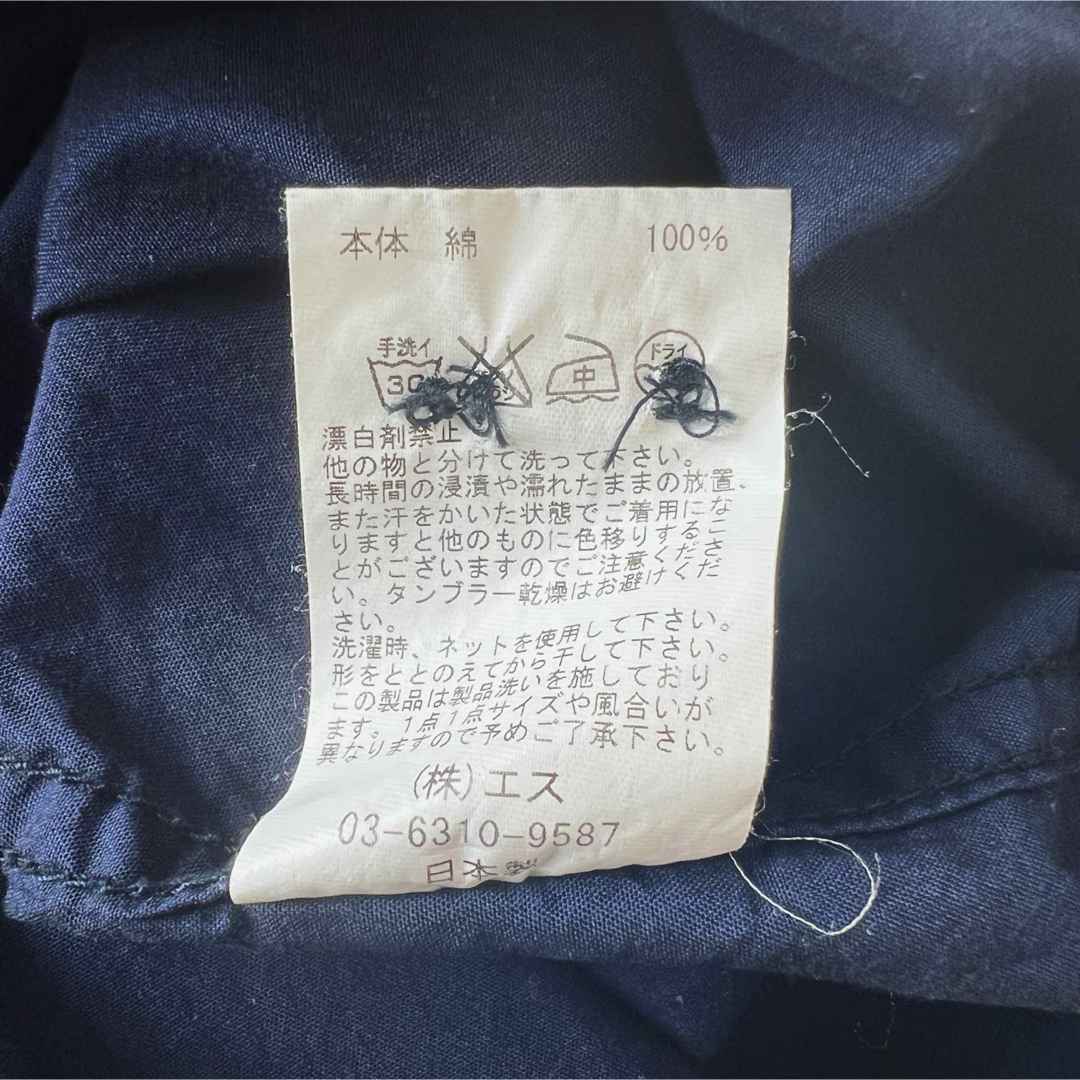 本体 綿 100%
手洗イ ドライ
30 中
漂白剤禁止
他の物と分けて洗って下さい。
長時間の浸漬や濡れたままの放置、
また汗をかいた状態でご着用にな
りますと他のものに色移りするこ
とがございますのでご注意くださ
い。タンブラー乾燥はお避けくだ
さい。
洗濯時、ネットを使用して下さい。
形をととのえてから干して下さい。
この製品は製品洗いを施しており
ます。1点1点サイズや風合いが
異なりますので予めご了承下さい。
(株)エス
03-6310-9587
日本製